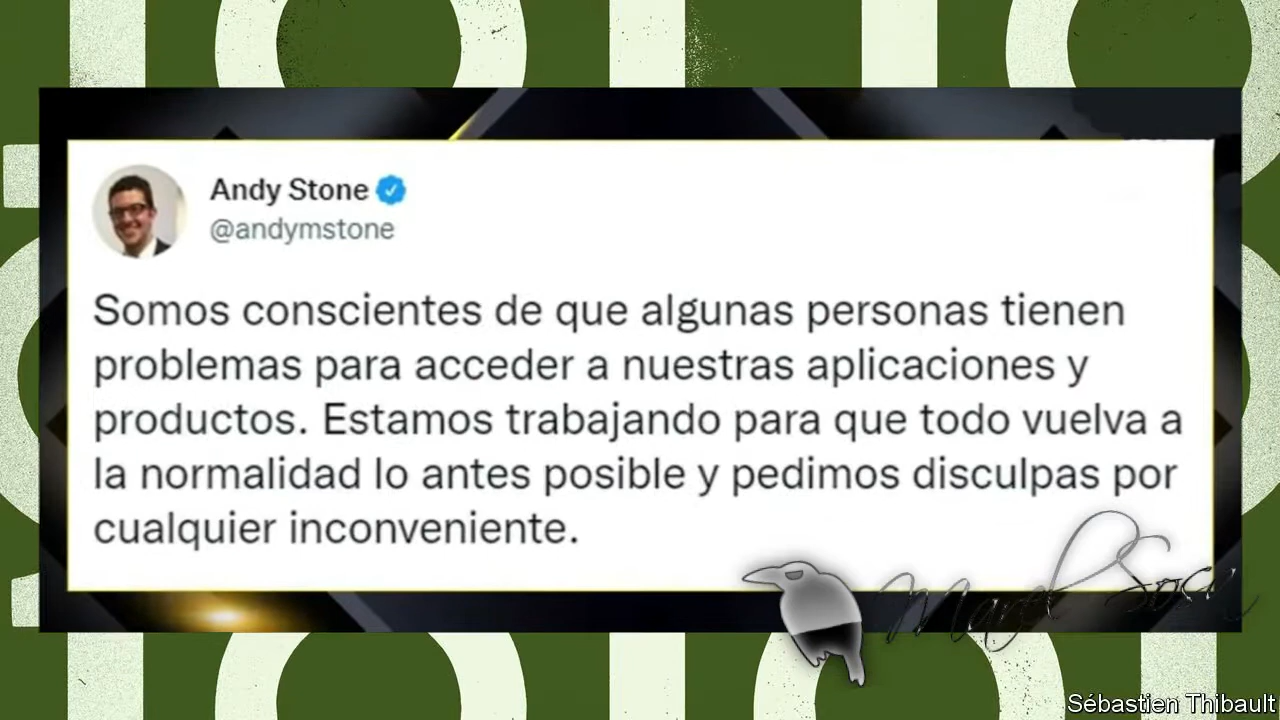 Andy Stone
@andymstone
Somos conscientes de que algunas personas tienen
problemas para acceder a nuestras aplicaciones y
productos. Estamos trabajando para que todo vuelva a
la normalidad lo antes posible y pedimos disculpas por
cualquier inconveniente.
Sébastien Thibault